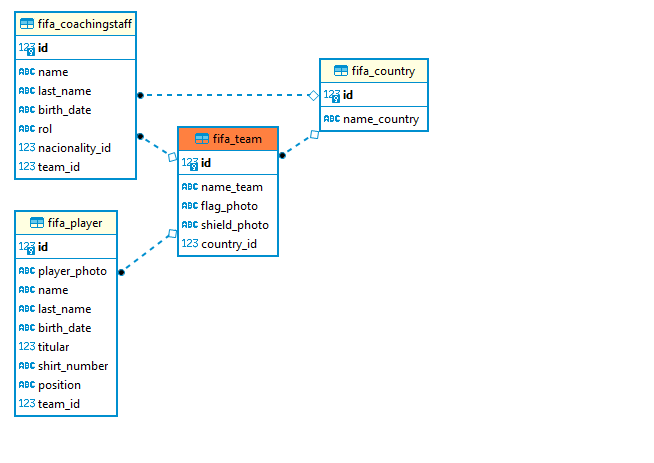 fifa_coachingstaff
123 id
ABC name
ABC last_name
ABC birth_date
ABC rol
123 nacionality_id
123 team_id
fifa_country
123 id
ABC name_country
fifa_team
123 id
ABC name_team
ABC flag_photo
ABC shield_photo
123 country_id
fifa_player
123 id
ABC player_photo
ABC name
ABC last_name
ABC birth_date
123 titular
ABC shirt_number
ABC position
123 team_id